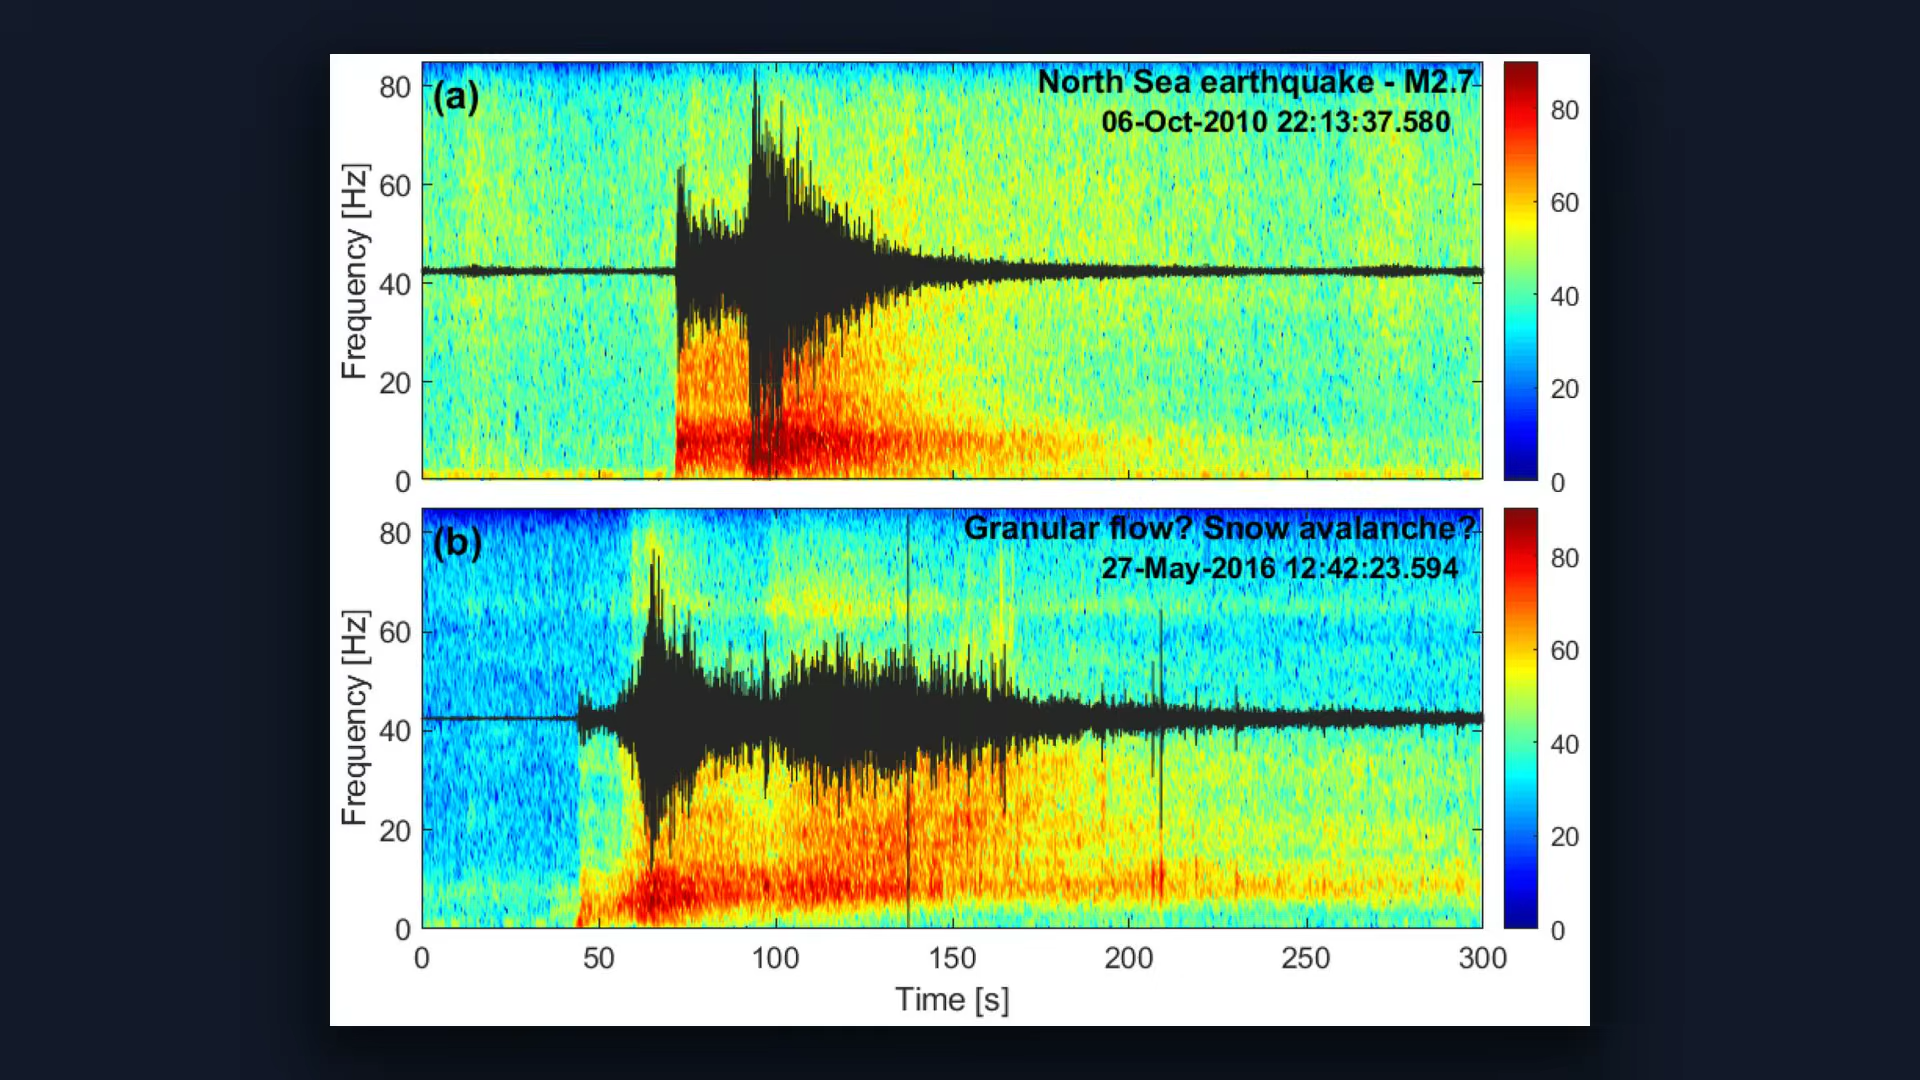 (a)
North Sea earthquake - M2.7
06-Oct-2010 22:13:37.580
Frequency [Hz]
80
60
40
20
0
80
60
40
20
0
(b)
Granular flow? Snow avalanche?
27-May-2016 12:42:23.594
Frequency [Hz]
80
60
40
20
0
80
60
40
20
0
0 50 100 150 200 250 300
Time [s]